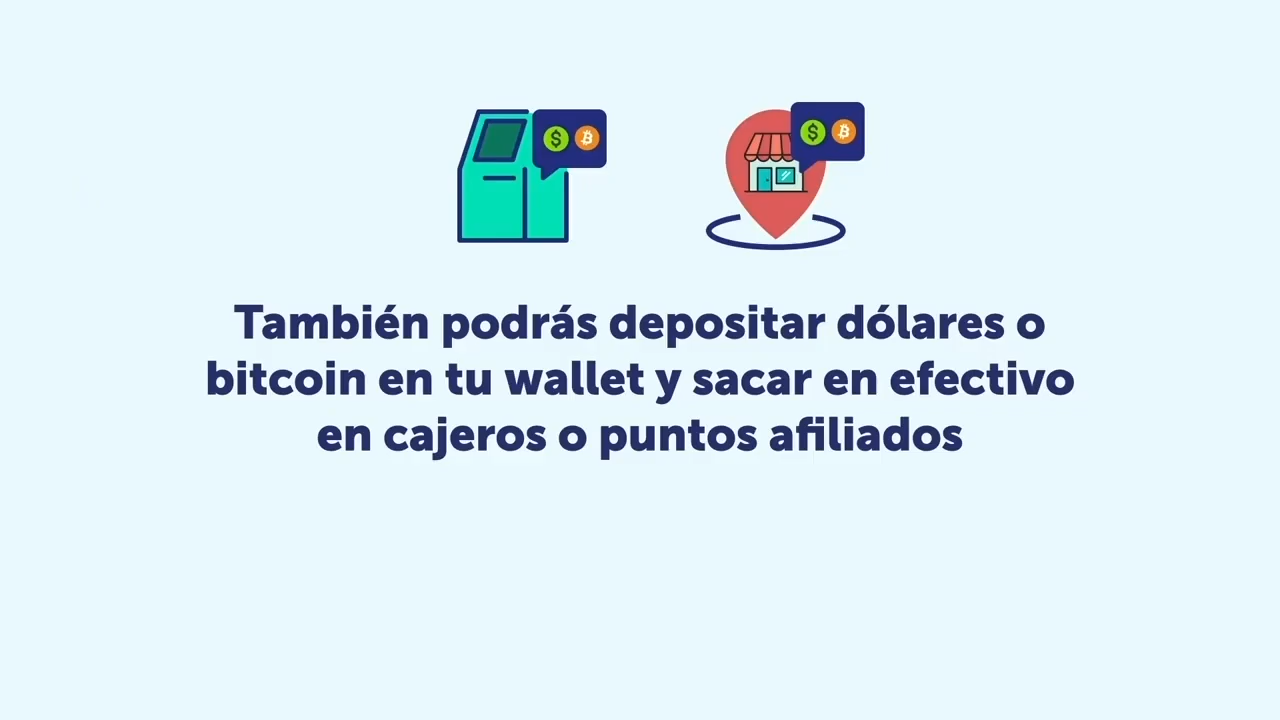 También podrás depositar dólares o
bitcoin en tu wallet y sacar en efectivo
en cajeros o puntos afiliados